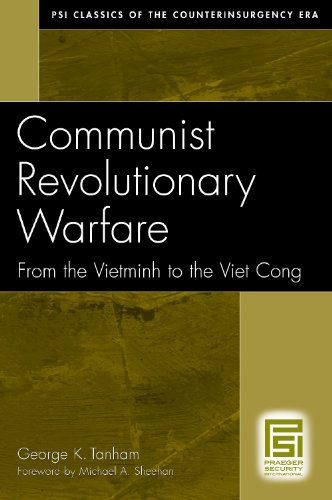 PSI CLASSICS OF THE COUNTERINSURGENCY ERA
Communist
Revolutionary
Warfare
From the Vietminh to the Viet Cong
George K. Tanham
Foreword by Michael A. Sheehan
PSI
PRAEGER
SECURITY
INTERNATIONAL